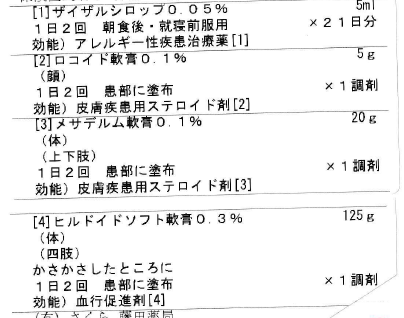 [1]ザイザルシロップ０．０５％ 5ml
１日２回 朝食後・就寝前服用 ×２１日分
効能）アレルギー性疾患治療薬[1]
[2]ロコイド軟膏０．１％ 5g
（顔）
１日２回 患部に塗布 ×１調剤
効能）皮膚疾患用ステロイド剤[2]
[3]メサデルム軟膏０．１％ 20g
（体）
（上下肢）
１日２回 患部に塗布 ×１調剤
効能）皮膚疾患用ステロイド剤[3]
[4]ヒルドイドソフト軟膏０．３％ 125g
（体）
（四肢）
かさかさしたところに
１日２回 患部に塗布 ×１調剤
効能）血行促進剤[4]